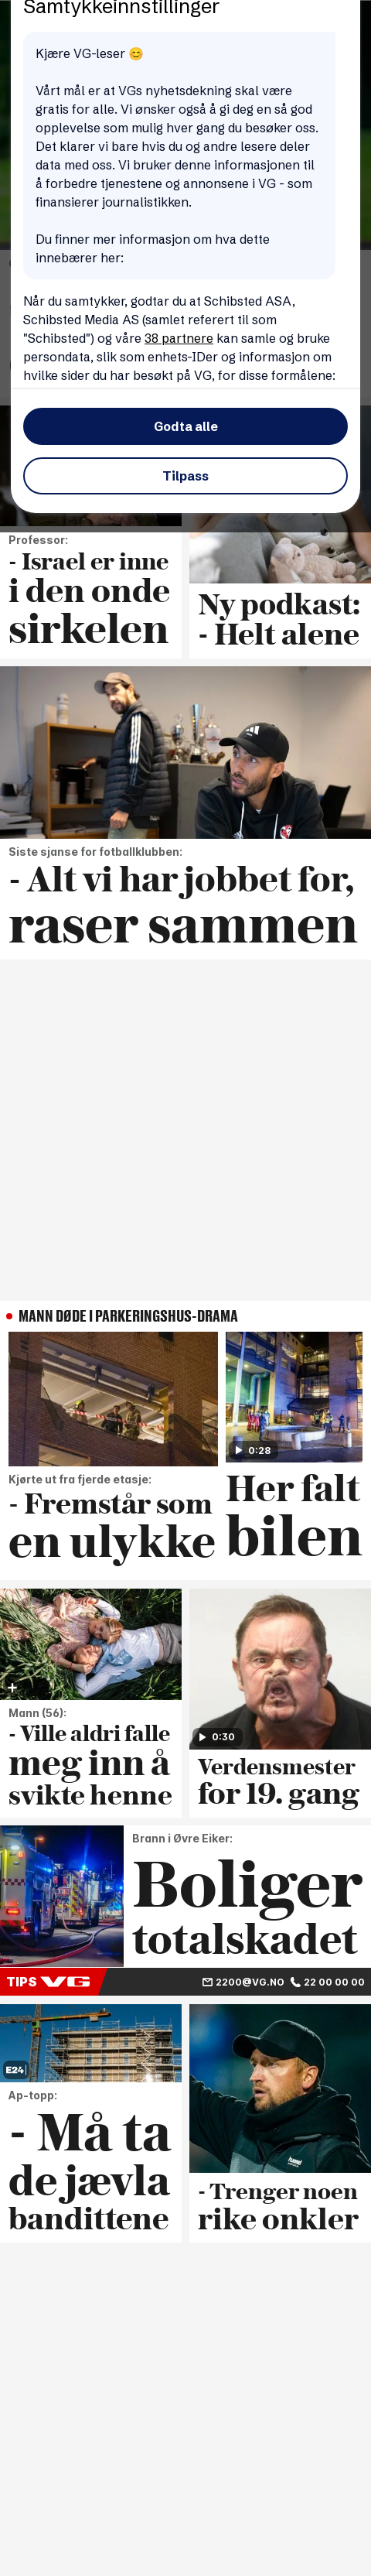 Samtykkeinnstillinger
Kjære VG-leser 😊
Vårt mål er at VGs nyhetsdekning skal være
gratis for alle. Vi ønsker også å gi deg en så god
opplevelse som mulig hver gang du besøker oss.
Det klarer vi bare hvis du og andre lesere deler
data med oss. Vi bruker denne informasjonen til
å forbedre tjenestene og annonsene i VG - som
finansierer journalistikken.
Du finner mer informasjon om hva dette
innebærer her:
Når du samtykker, godtar du at Schibsted ASA,
Schibsted Media AS (samlet referert til som
"Schibsted") og våre 38 partnere kan samle og bruke
persondata, slik som enhets-IDer og informasjon om
hvilke sider du har besøkt på VG, for disse formålene:
Godta alle
Tilpass
Professor:
- Israel er inne
i den onde
sirkelen
Ny podkast:
- Helt alene
Siste sjanse for fotballklubben:
- Alt vi har jobbet for,
raser sammen
MANN DØDE I PARKERINGSHUS-DRAMA
Kjørte ut fra fjerde etasje:
- Fremstår som
en ulykke
0:28
Her falt
bilen
Mann (56):
- Ville aldri falle
meg inn å
svikte henne
0:30
Verdensmester
for 19. gang
Brann i Øvre Eiker:
Boliger
totalskadet
TIPS VG 2200@VG.NO 22 00 00 00
E24
Ap-topp:
- Må ta
de jævla
bandittene
- Trenger noen
rike onkler